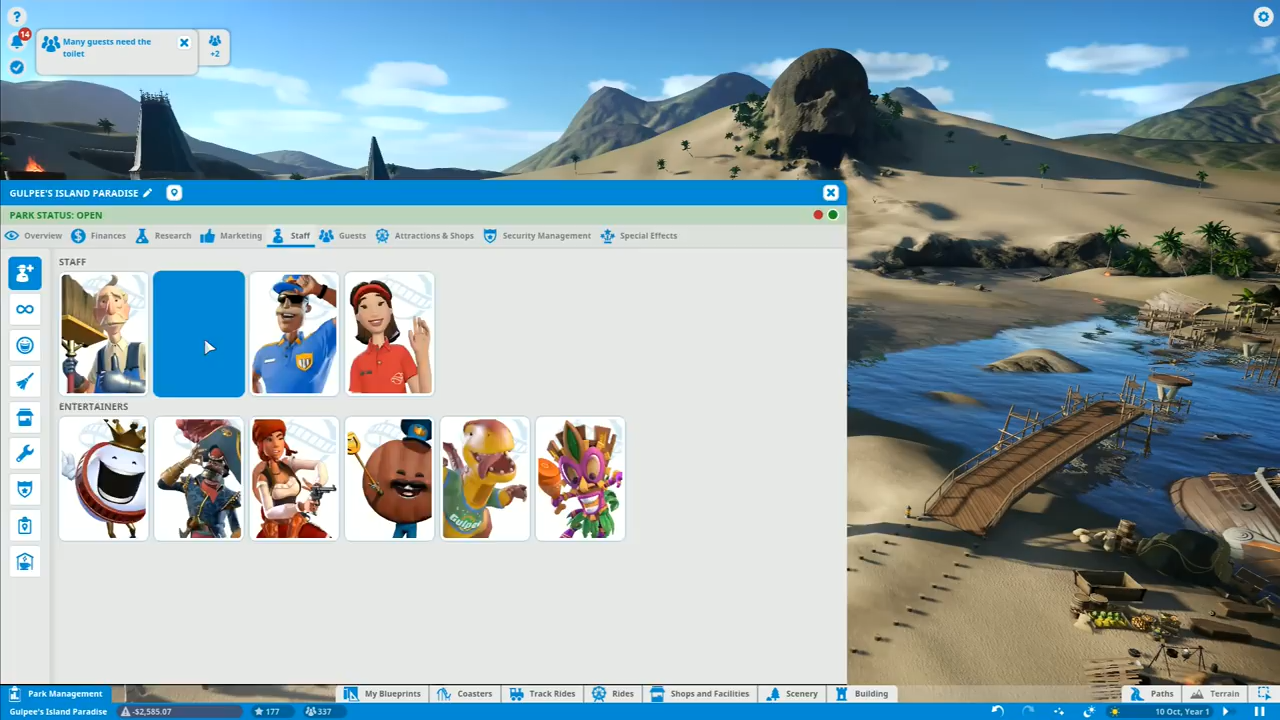 ?
14
Many guests need the
toilet
+2
GULPEE'S ISLAND PARADISE
PARK STATUS: OPEN
Overview Finances Research Marketing Staff Guests Attractions & Shops Security Management Special Effects
STAFF
ENTERTAINERS
Gulpee
Park Management My Blueprints Coasters Track Rides Rides Shops and Facilities Scenery Building Paths Terrain
Gulpee's Island Paradise -$2,585.07 177 337 10 Oct, Year 1